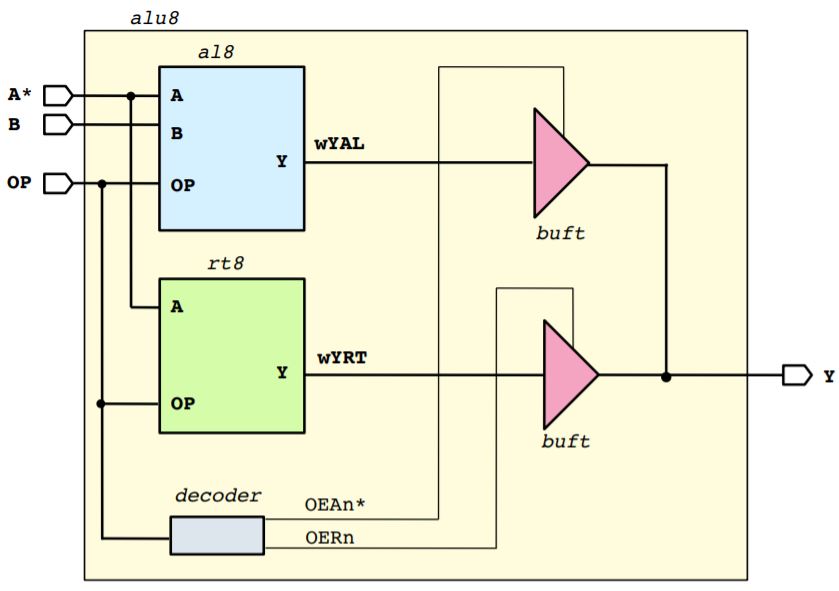 alu8
al8
A*
A
B
B
wYAL
Y
OP
OP
buft
rt8
A
wYRT
Y
Y
OP
buft
decoder
OEAn*
OERn